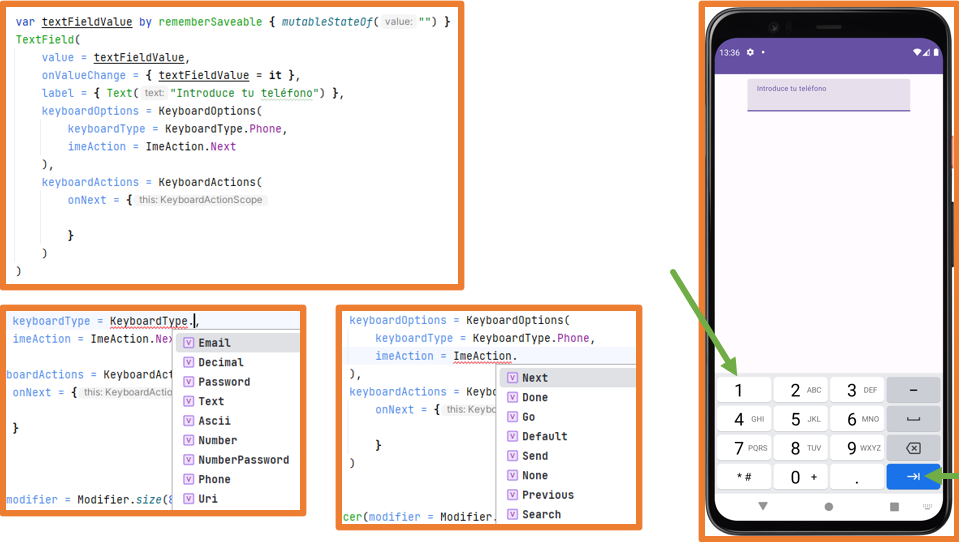 var textFieldValue by rememberSaveable { mutableStateOf( value: "") }
TextField(
value = textFieldValue,
onValueChange = { textFieldValue = it },
label = { Text( text: "Introduce tu teléfono") },
keyboardOptions = KeyboardOptions(
keyboardType = KeyboardType.Phone,
imeAction = ImeAction.Next
),
keyboardActions = KeyboardActions(
onNext = { this: KeyboardActionScope
}
)
)
keyboardType = KeyboardType.,
imeAction = ImeAction.Nex
boardActions = KeyboardAct
onNext = { this: KeyboardActio
}
modifier = Modifier.size(8
Email
Decimal
Password
Text
Ascii
Number
NumberPassword
Phone
Uri
keyboardOptions = KeyboardOptions(
keyboardType = KeyboardType.Phone,
imeAction = ImeAction.
),
keyboardActions = Keybo
onNext = { this: Keybo
}
)
cer(modifier = Modifier.
Next
Done
Go
Default
Send
None
Previous
Search
13:36
Introduce tu teléfono
1 2 ABC 3 DEF –
4 GHI 5 JKL 6 MNO
7 PQRS 8 TUV 9 WXYZ
* # 0 + .